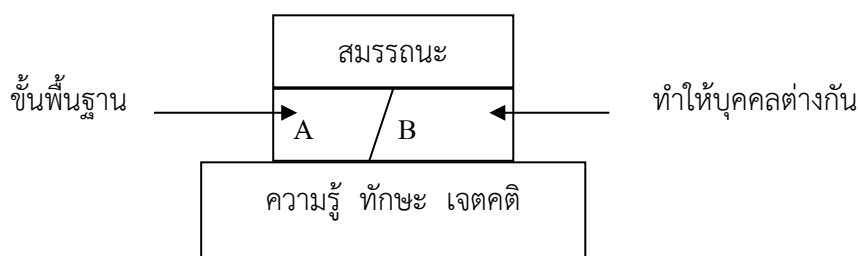 สมรรถนะ
ขั้นพื้นฐาน
ทำให้บุคคลต่างกัน
A
B
ความรู้ ทักษะ เจตคติ